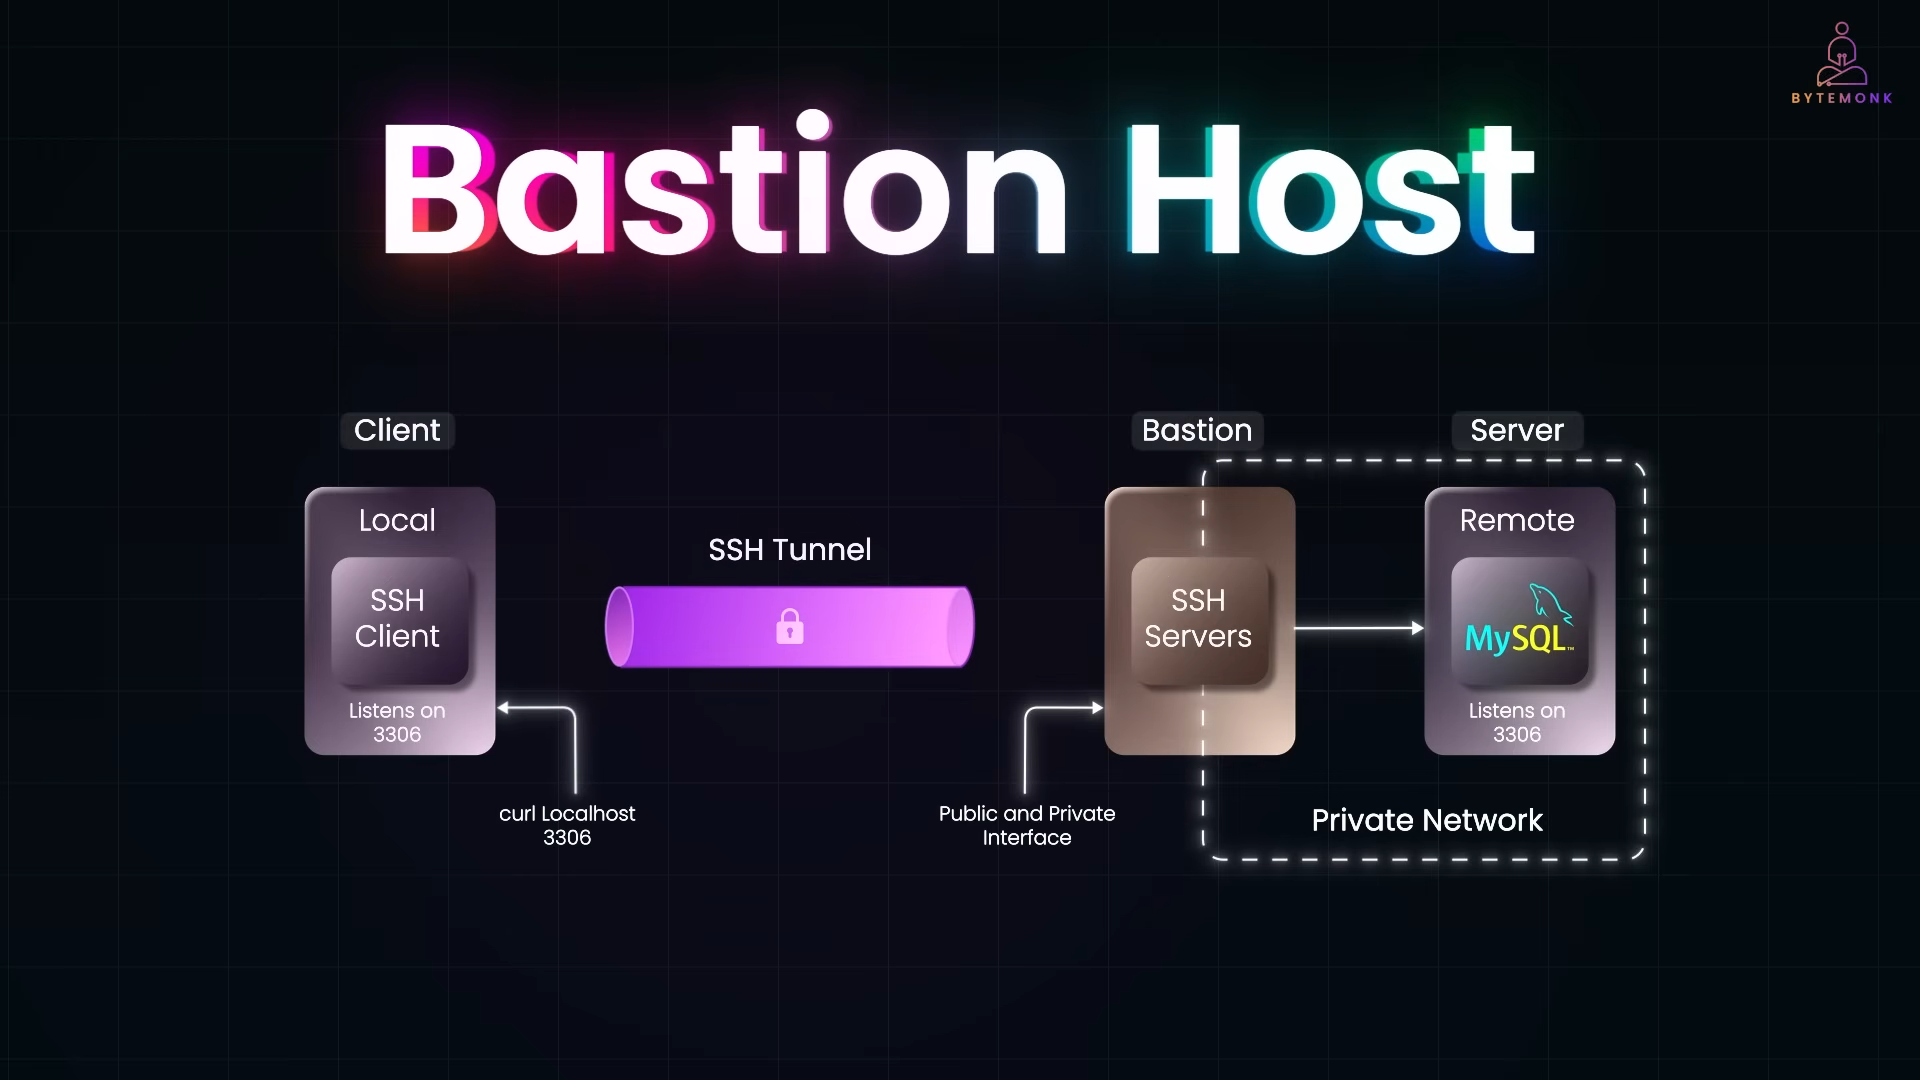 BYTEMONK
Bastion Host
Client
Bastion
Server
Local
SSH
Client
Listens on
3306
SSH Tunnel
SSH
Servers
Remote
MySQL™
Listens on
3306
curl Localhost
3306
Public and Private
Interface
Private Network